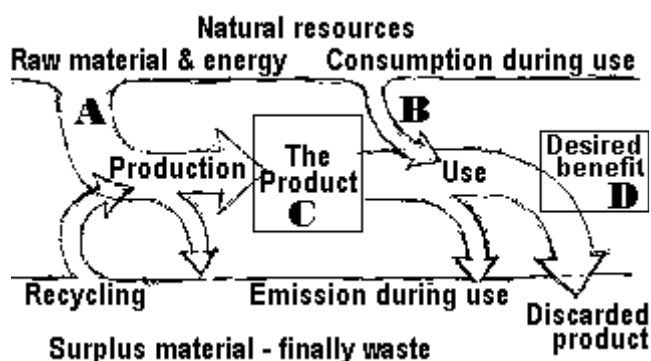 Natural resources
Raw material & energy
Consumption during use
A
B
Production
The
Product
C
Use
Desired
benefit
D
Recycling
Emission during use
Discarded
product
Surplus material - finally waste